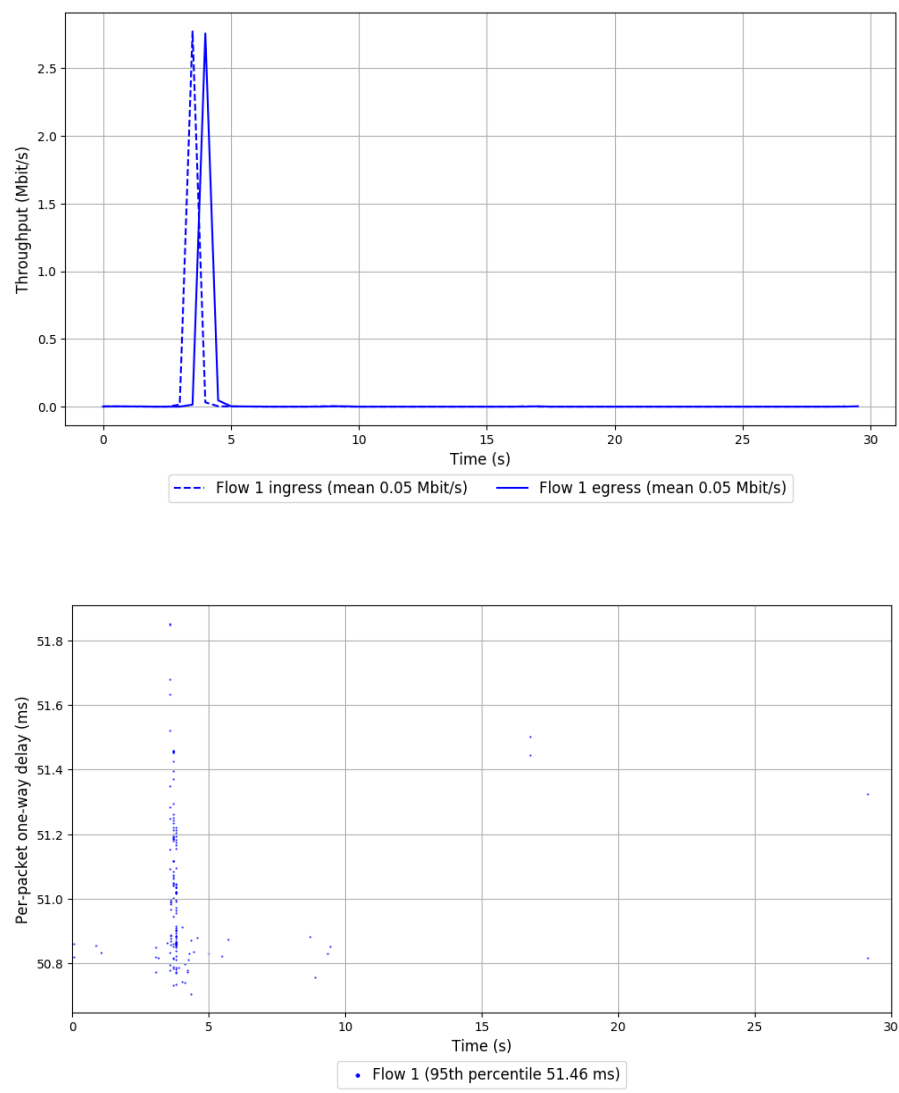 Throughput (Mbit/s)
2.5
2.0
1.5
1.0
0.5
0.0
0 5 10 15 20 25 30
Time (s)
Flow 1 ingress (mean 0.05 Mbit/s) Flow 1 egress (mean 0.05 Mbit/s)
Per-packet one-way delay (ms)
51.8
51.6
51.4
51.2
51.0
50.8
0 5 10 15 20 25 30
Time (s)
Flow 1 (95th percentile 51.46 ms)